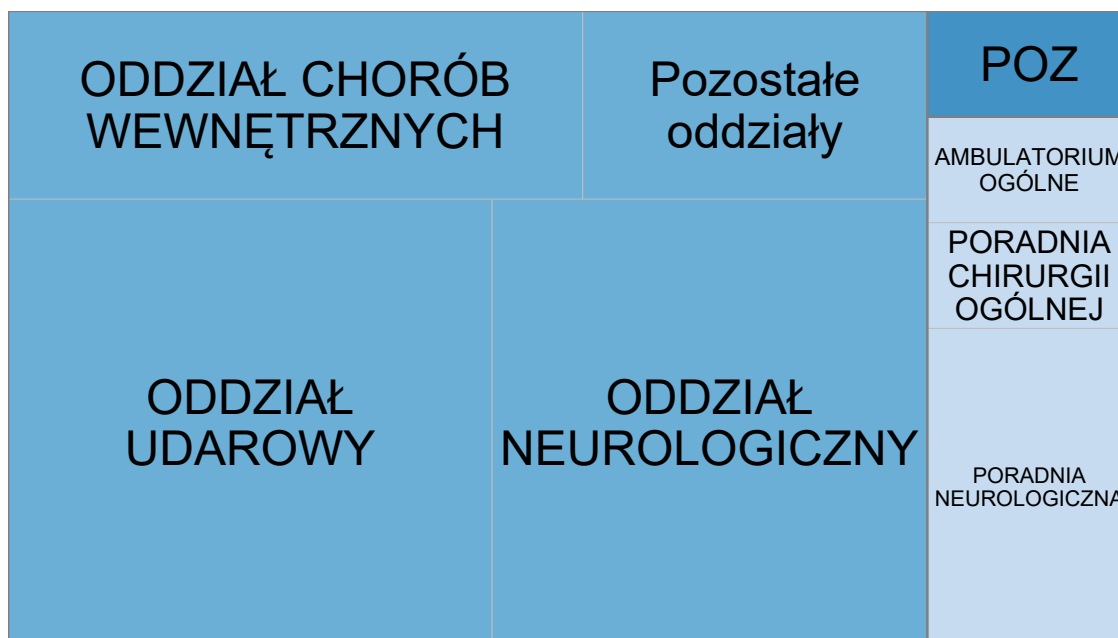 ODDZIAŁ CHORÓB
WEWNĘTRZNYCH
Pozostałe
oddziały
POZ
AMBULATORIUM
OGÓLNE
PORADNIA
CHIRURGII
OGÓLNEJ
ODDZIAŁ
UDAROWY
ODDZIAŁ
NEUROLOGICZNY
PORADNIA
NEUROLOGICZNA